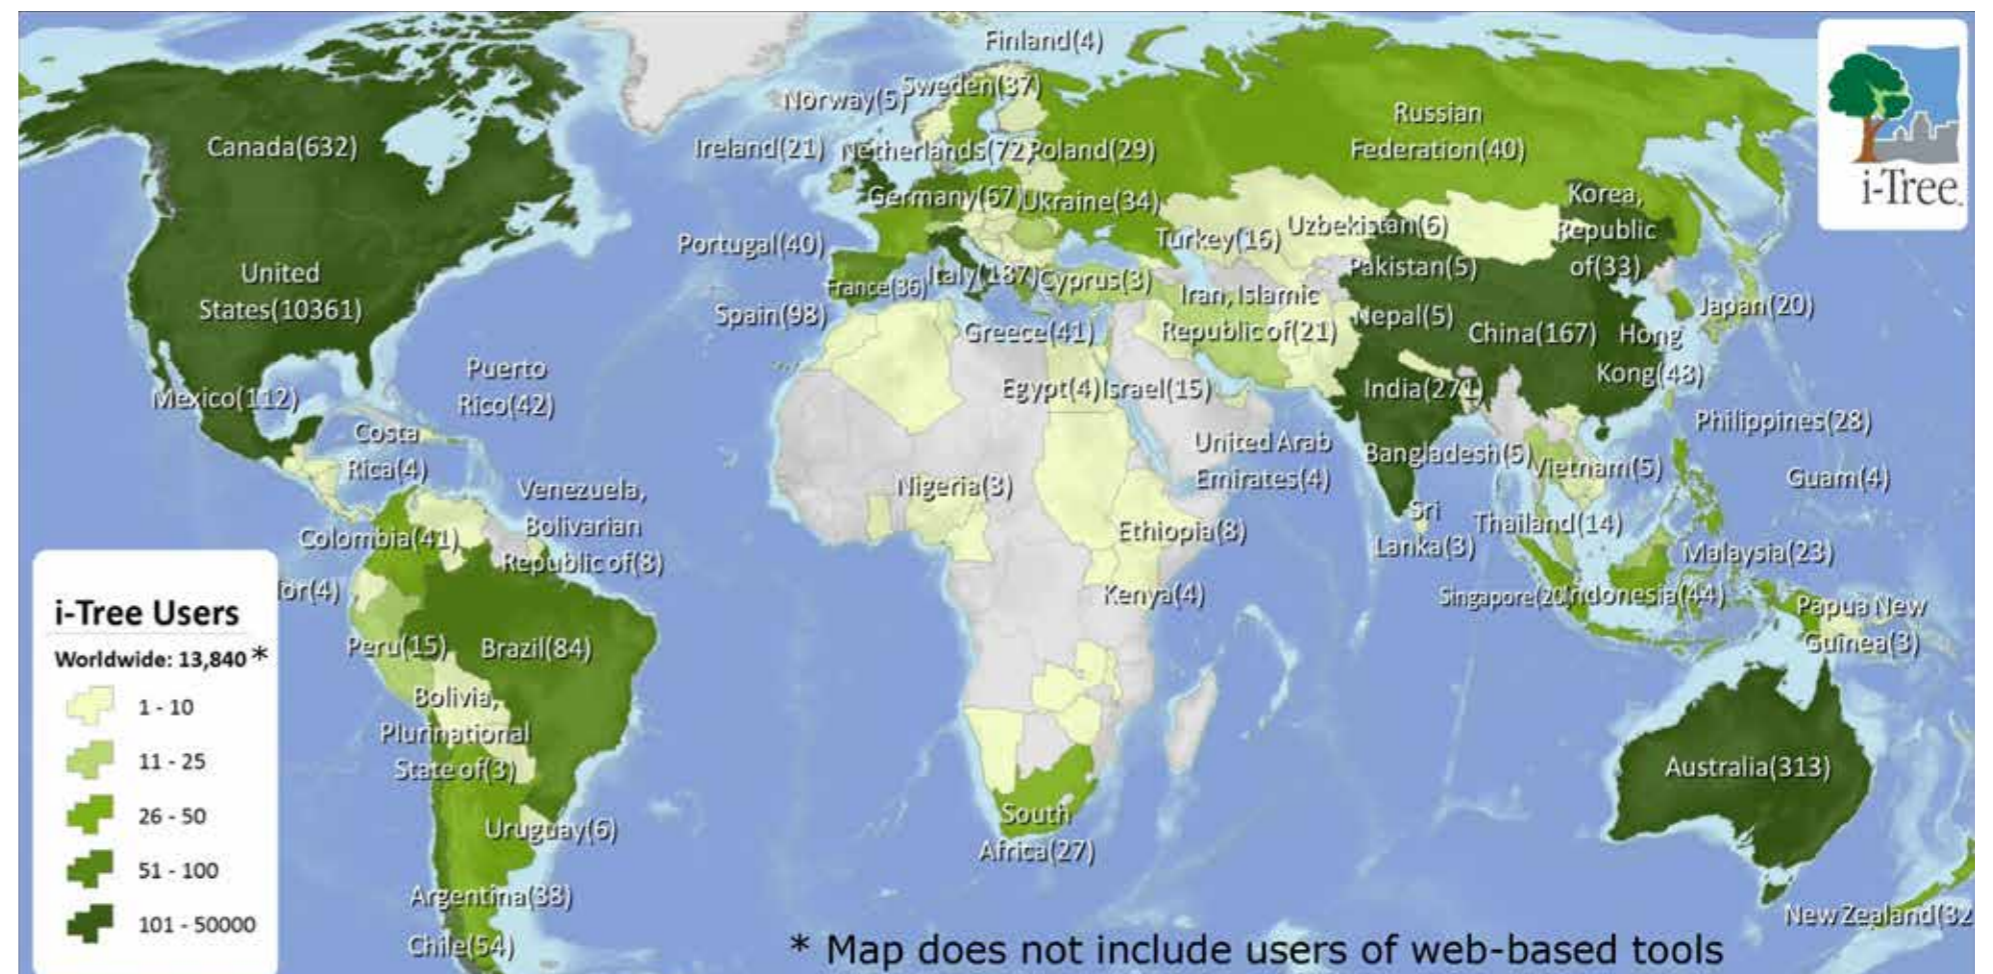 Finland(4)
Sweden(37)
Norway(5)
Russian
Federation(40)
Canada(632)
Ireland(21)
Netherlands(72)
Poland(29)
i-Tree
Germany(67)
Ukraine(34)
Korea,
Republic
of(33)
Portugal(40)
Turkey(16)
Uzbekistan(6)
United
States(10361)
France(36)
Italy(187)
Cyprus(3)
Pakistan(5)
Iran, Islamic
Republic of(21)
Spain(98)
Greece(41)
Nepal(5)
China(167)
Hong
Kong(48)
Japan(20)
Mexico(112)
Puerto
Rico(42)
Egypt(4)
Israel(15)
India(271)
Costa
Rica(4)
United Arab
Emirates(4)
Bangladesh(5)
Vietnam(5)
Philippines(28)
Guam(4)
Venezuela,
Bolivarian
Republic of(8)
Nigeria(3)
Ethiopia(8)
Sri
Lanka(3)
Thailand(14)
Colombia(41)
Malaysia(23)
or(4)
Kenya(4)
Singapore(20)
Indonesia(44)
Papua New
Guinea(3)
Peru(15)
Brazil(84)
Bolivia,
Plurinational
State of(3)
Australia(313)
Uruguay(6)
South
Africa(27)
Argentina(38)
Chile(54)
New Zealand(32
i-Tree Users
Worldwide: 13,840 *
1 - 10
11 - 25
26 - 50
51 - 100
101 - 50000
* Map does not include users of web-based tools